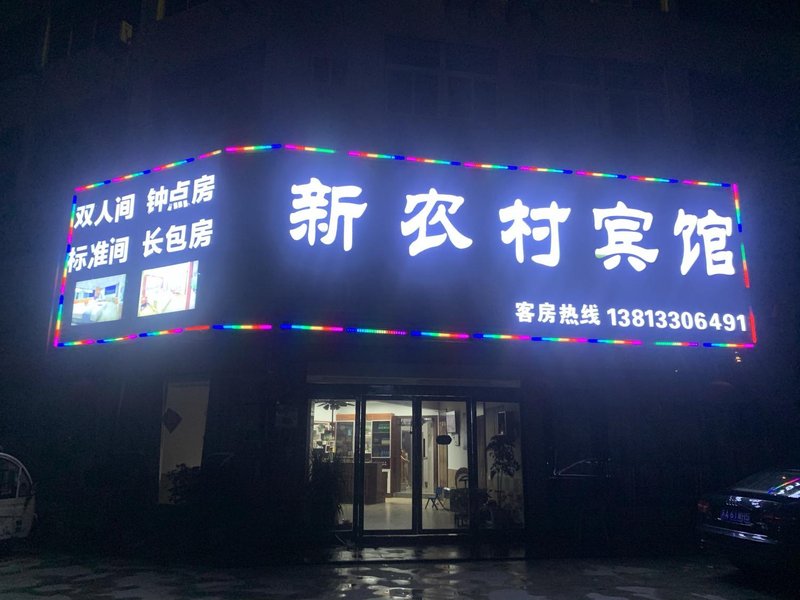 双人间 钟点房
标准间 长包房
新农村宾馆
客房热线 13813306491